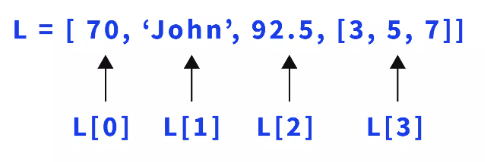 L = [ 70, ‘John’, 92.5, [3, 5, 7]]
L[0] L[1] L[2] L[3]